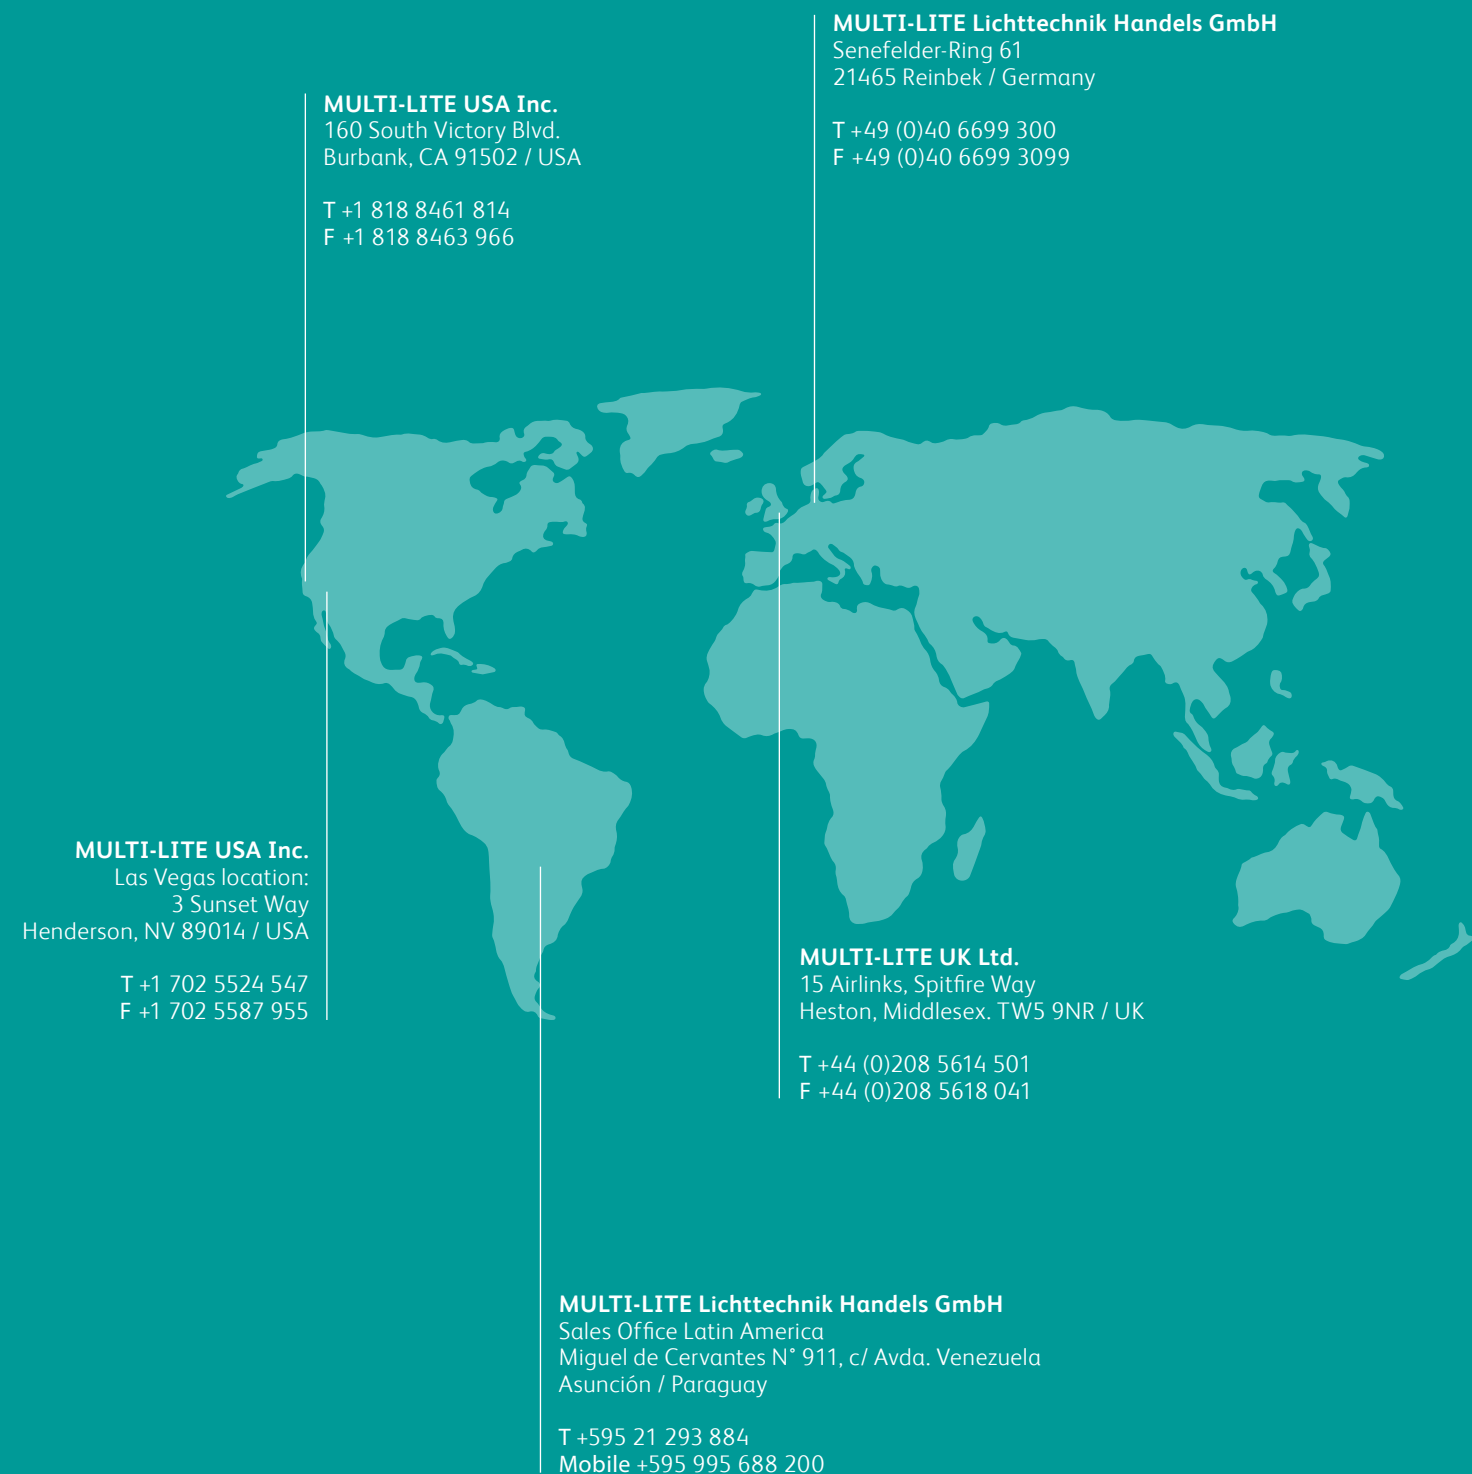 MULTI-LITE Lichttechnik Handels GmbH
Senefelder-Ring 61
21465 Reinbek / Germany
T +49 (0)40 6699 300
F +49 (0)40 6699 3099
MULTI-LITE USA Inc.
160 South Victory Blvd.
Burbank, CA 91502 / USA
T +1 818 8461 814
F +1 818 8463 966
MULTI-LITE USA Inc.
Las Vegas location:
3 Sunset Way
Henderson, NV 89014 / USA
T +1 702 5524 547
F +1 702 5587 955
MULTI-LITE UK Ltd.
15 Airlinks, Spitfire Way
Heston, Middlesex. TW5 9NR / UK
T +44 (0)208 5614 501
F +44 (0)208 5618 041
MULTI-LITE Lichttechnik Handels GmbH
Sales Office Latin America
Miguel de Cervantes N° 911, c/ Avda. Venezuela
Asunción / Paraguay
T +595 21 293 884
Mobile +595 995 688 200